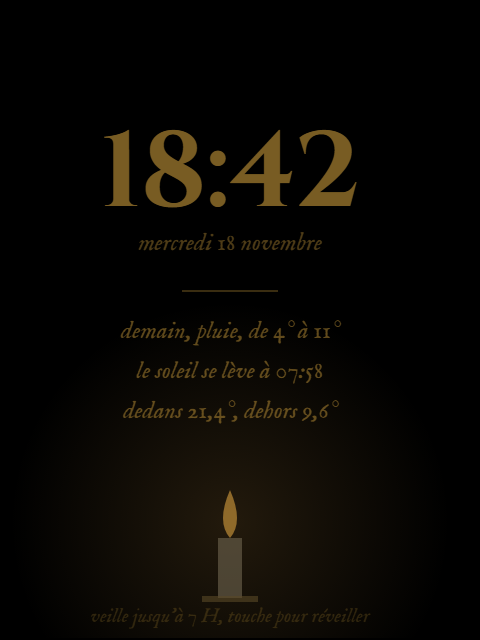 18:42
mercredi 18 novembre
demain, pluie, de 4° à 11°
le soleil se lève à 07:58
dedans 21,4°, dehors 9,6°
veille jusqu'à 7 H, touche pour réveiller